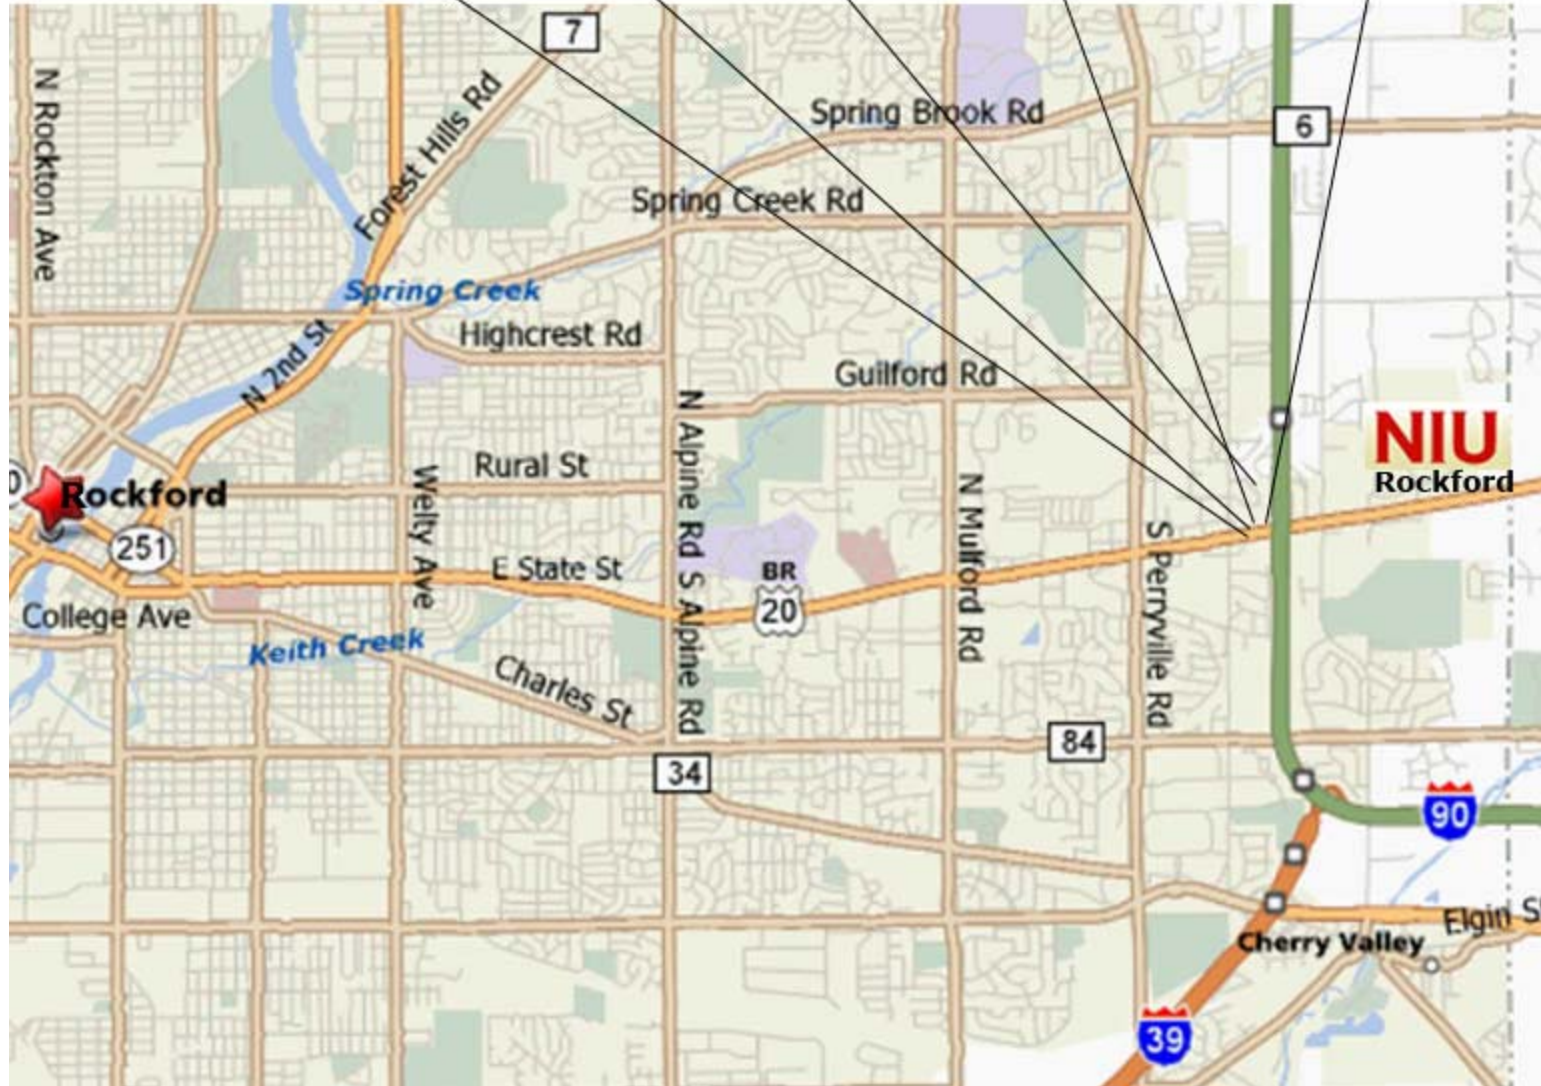 7
N Rockton Ave
Forest Hills Rd
Spring Brook Rd
6
Spring Creek Rd
Spring Creek
Highcrest Rd
N 2nd St
Guilford Rd
NIU
Rockford
N Alpine Rd
Rural St
Welty Ave
N Mulford Rd
0
Rockford
251
S Perryville Rd
E State St
BR
20
College Ave
S Alpine Rd
Keith Creek
Charles St
84
34
90
Elgin S
Cherry Valley
39